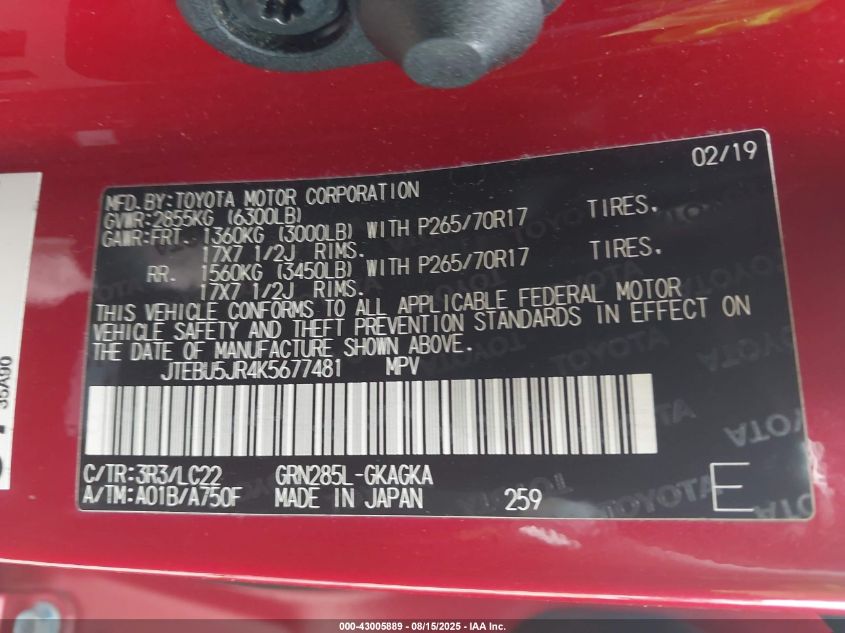 02/19
MFD.BY:TOYOTA MOTOR CORPORATION
GVWR:2855KG (6300LB)
GAWR:FRT. 1360KG (3000LB) WITH P265/70R17 TIRES.
17X7 1/2J RIMS.
RR. 1560KG (3450LB) WITH P265/70R17 TIRES.
17X7 1/2J RIMS.
THIS VEHICLE CONFORMS TO ALL APPLICABLE FEDERAL MOTOR
VEHICLE SAFETY AND THEFT PREVENTION STANDARDS IN EFFECT ON
THE DATE OF MANUFACTURE SHOWN ABOVE.
JTEBU5JR4K5677481 MPV
C/TR:3R3/LC22 GRN285L-GKAGKA
A/TM:A01B/A750F MADE IN JAPAN 259 E
35A90
000-43005889 - 08/15/2025 - IAA Inc.